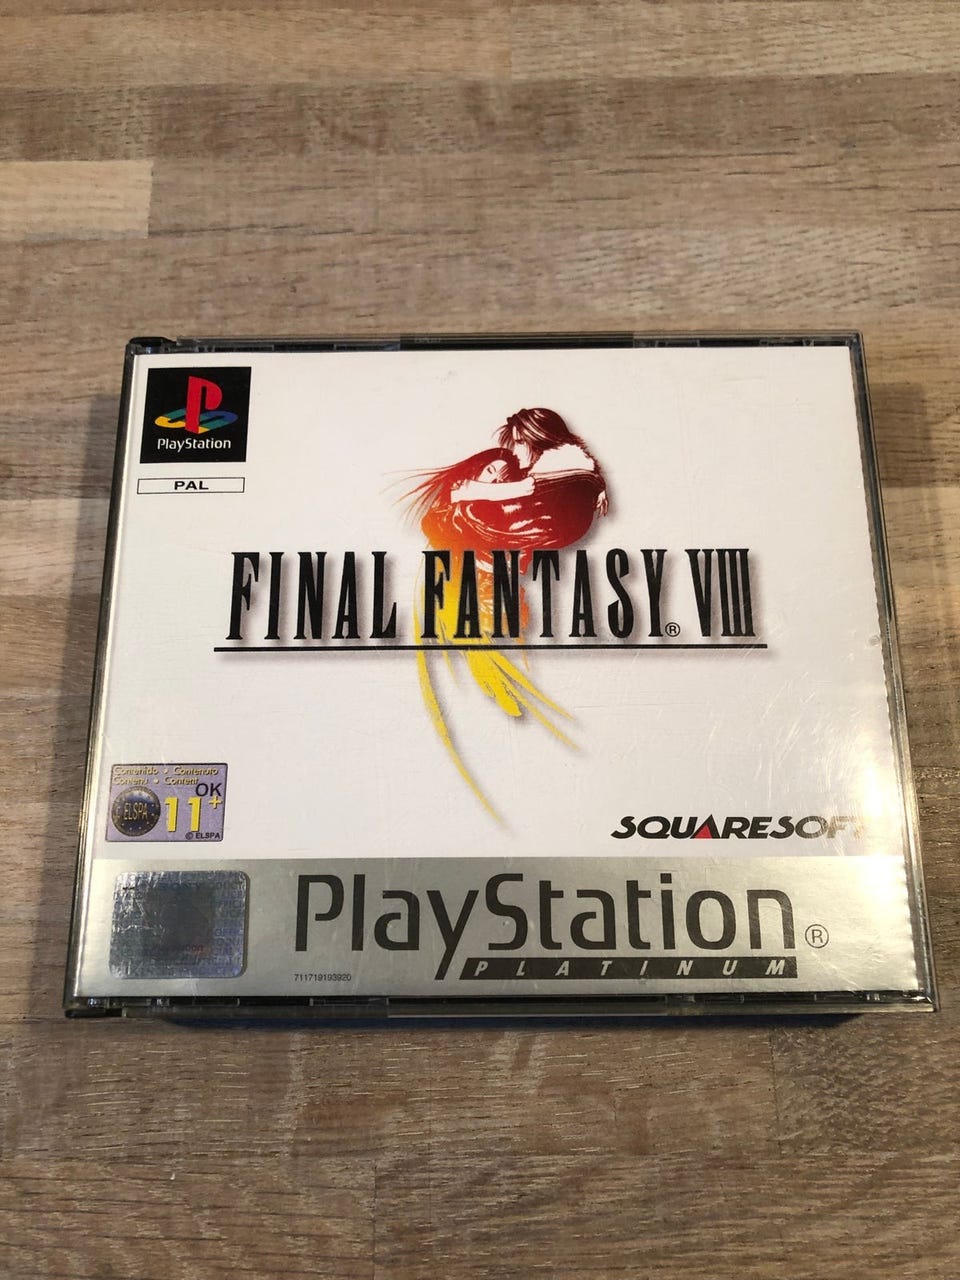 PlayStation
PAL
FINAL FANTASY® VIII
Contenido • Contenuto
Contenu • Content
OK
ELSPA
11+
© ELSPA
SQUARESOFT
PlayStation®
PLATINUM
711719193920